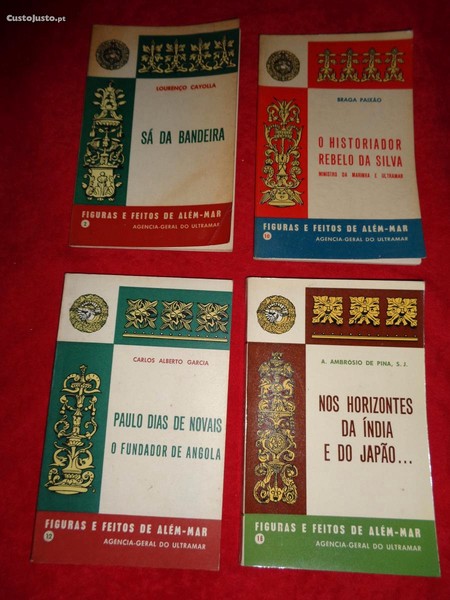 CustoJusto.pt
LOURENÇO CAYOLLA
SÁ DA BANDEIRA
FIGURAS E FEITOS DE ALÉM-MAR
AGENCIA-GERAL DO ULTRAMAR
BRAGA PAIXÃO
O HISTORIADOR
REBELO DA SILVA
MINISTRO DA MARINHA E ULTRAMAR
FIGURAS E FEITOS DE ALÉM-MAR
AGENCIA-GERAL DO ULTRAMAR
CARLOS ALBERTO GARCIA
PAULO DIAS DE NOVAIS
O FUNDADOR DE ANGOLA
FIGURAS E FEITOS DE ALÉM-MAR
AGENCIA-GERAL DO ULTRAMAR
A. AMBRÓSIO DE PINA, S. J.
NOS HORIZONTES
DA ÍNDIA
E DO JAPÃO...
FIGURAS E FEITOS DE ALÉM-MAR
16
AGENCIA-GERAL DO ULTRAMAR